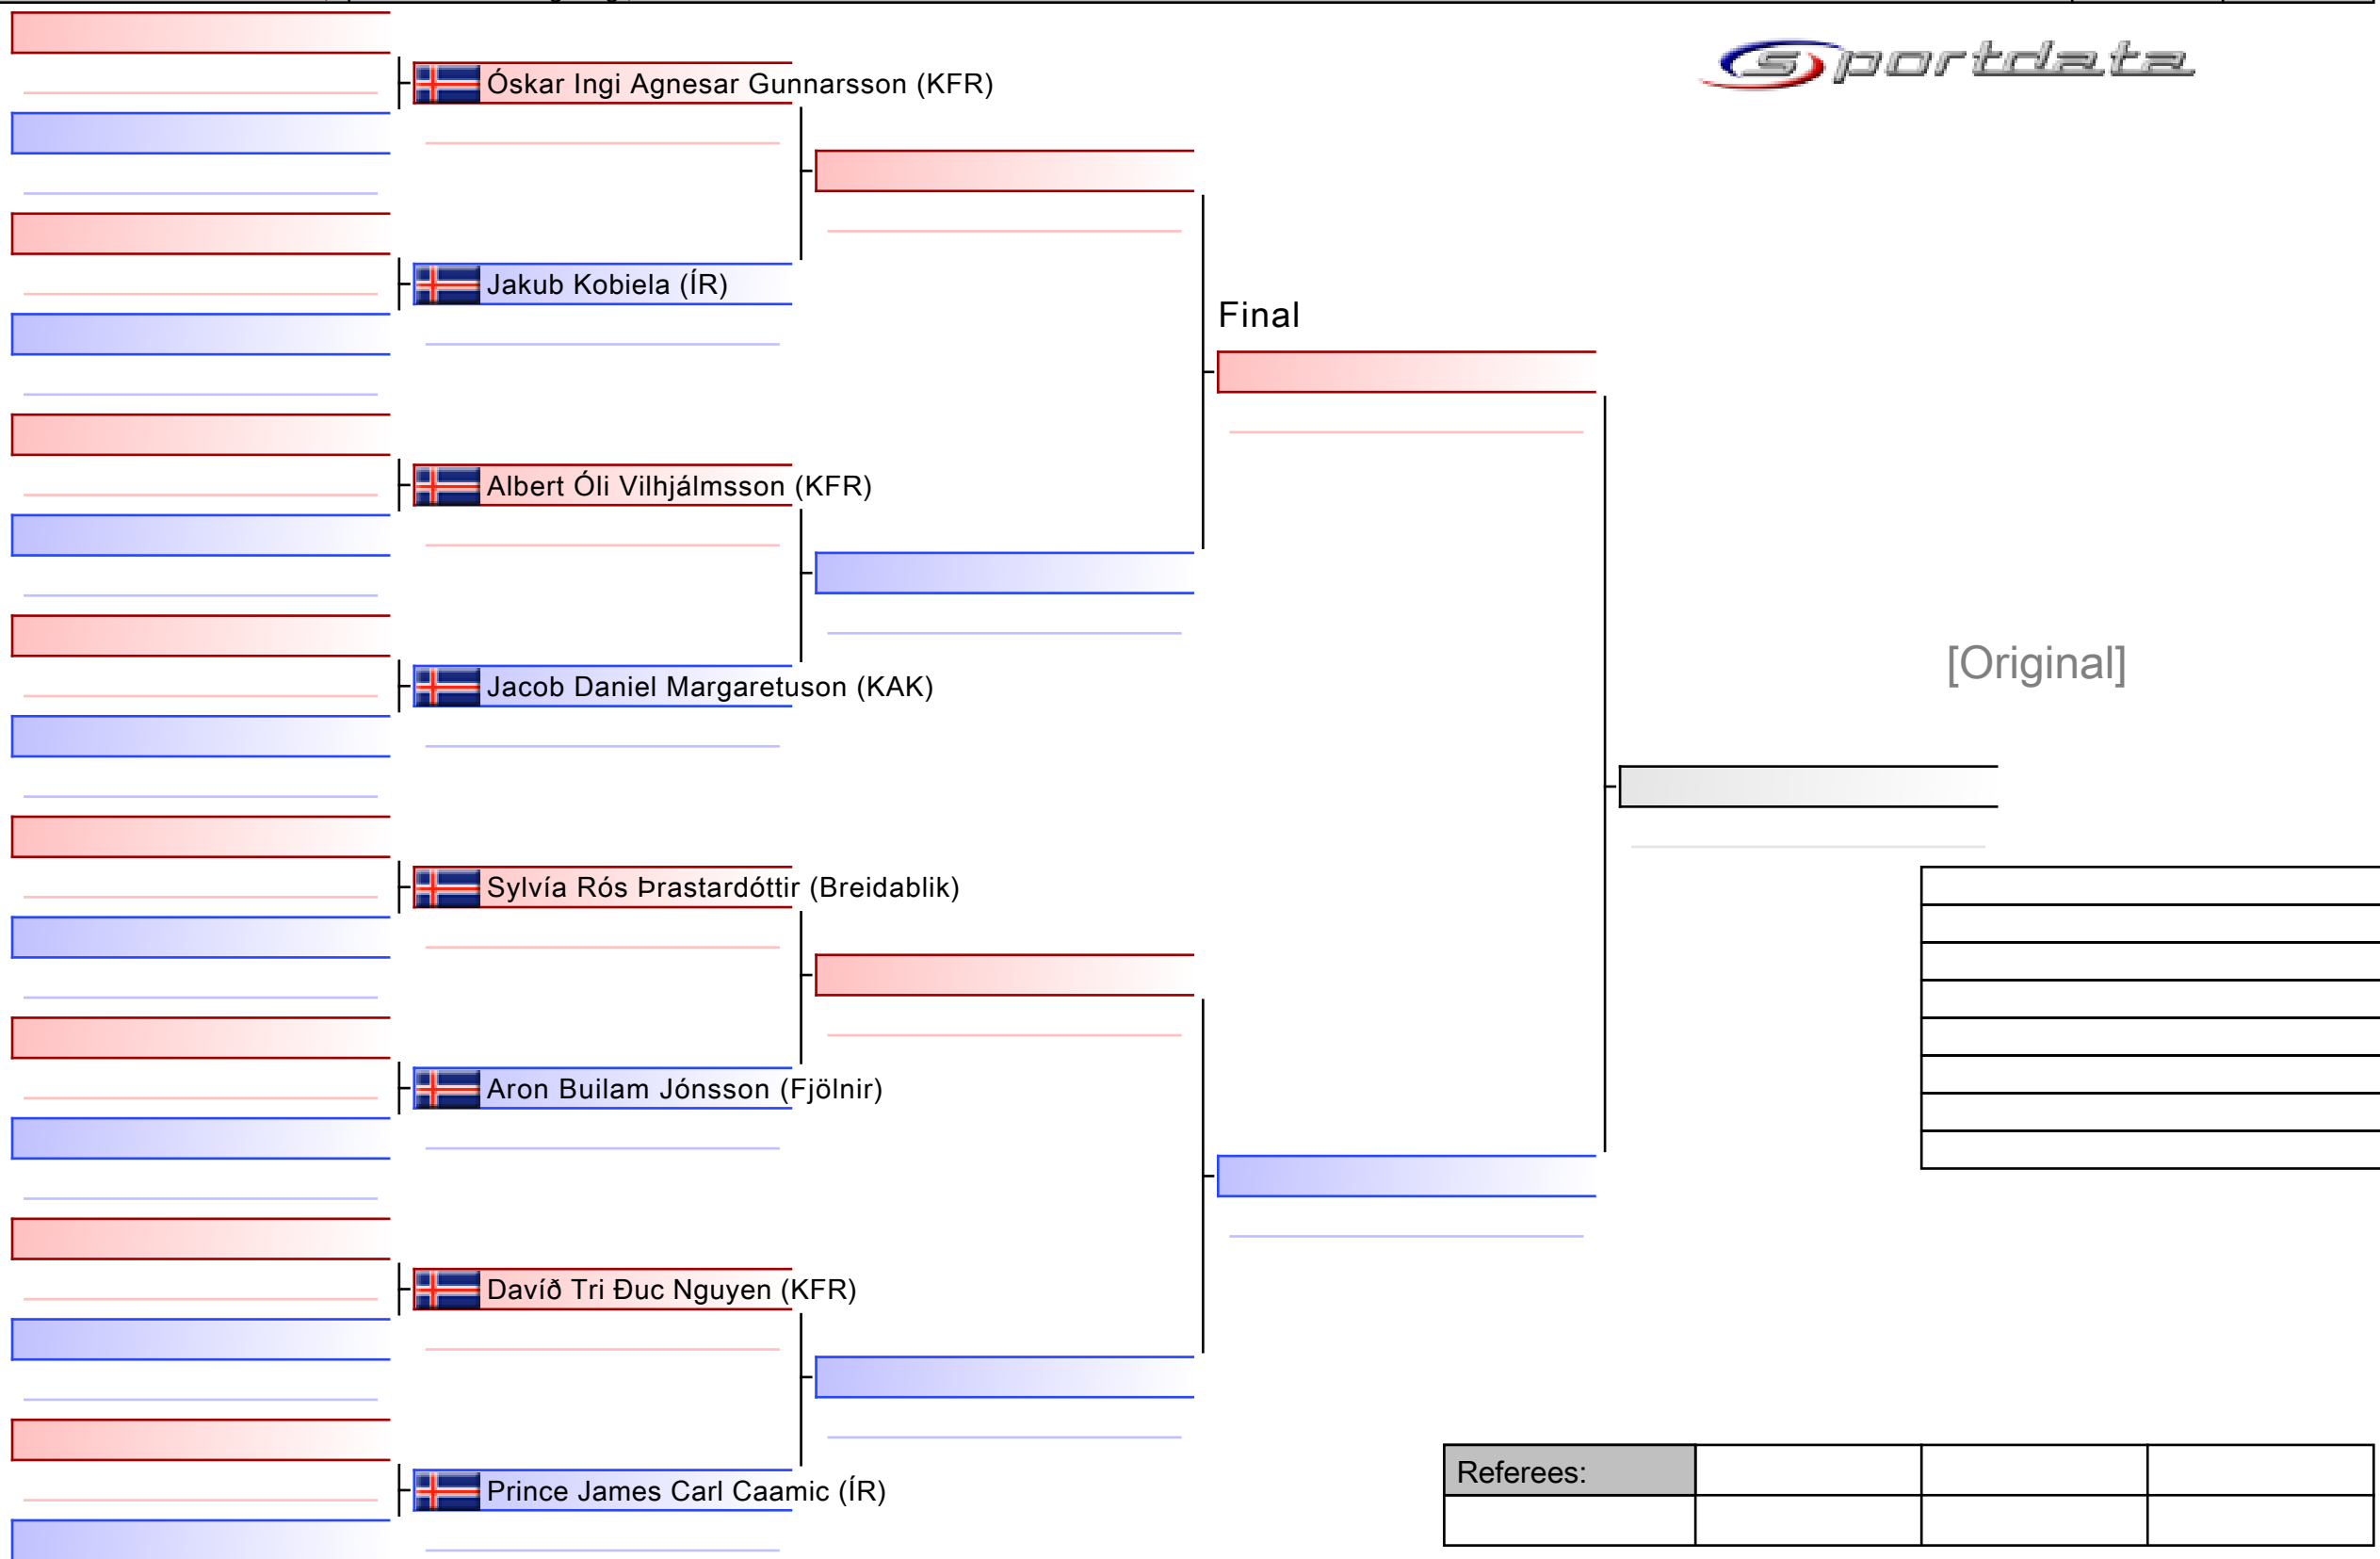 sportdata
Óskar Ingi Agnesar Gunnarsson (KFR)
Jakub Kobiela (ÍR)
Final
Albert Óli Vilhjálmsson (KFR)
[Original]
Jacob Daniel Margaretuson (KAK)
Sylvía Rós Þrastardóttir (Breidablik)
Aron Builam Jónsson (Fjölnir)
Davíð Tri Ðuc Nguyen (KFR)
Referees:
Prince James Carl Caamic (ÍR)